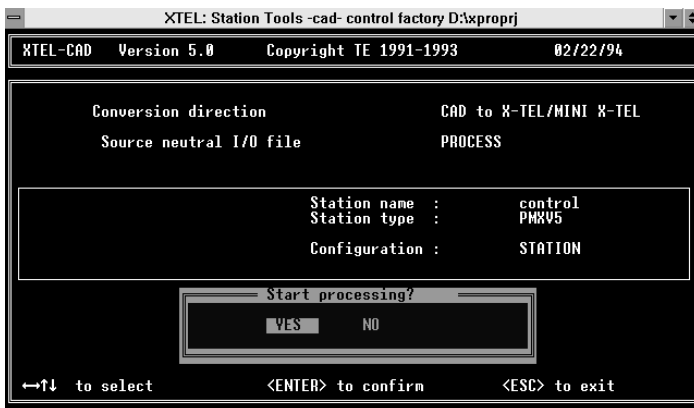 XTEL: Station Tools -cad- control factory D:\xproprj
XTEL-CAD Version 5.0 Copyright TE 1991-1993 02/22/94
Conversion direction CAD to X-TEL/MINI X-TEL
Source neutral I/O file PROCESS
Station name : control
Station type : PMXV5
Configuration : STATION
Start processing?
YES NO
←→↑↓ to select <ENTER> to confirm <ESC> to exit